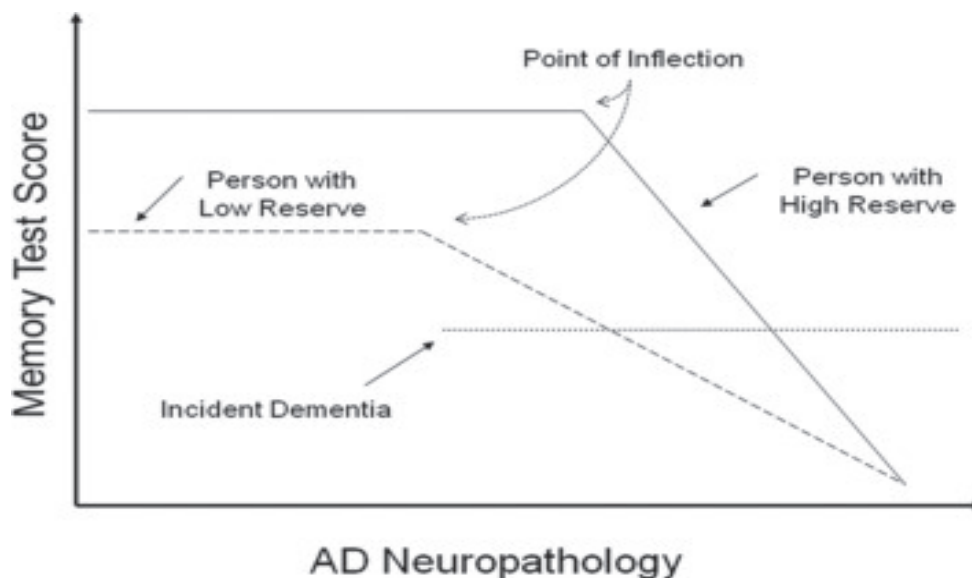 Point of Inflection
Person with
Low Reserve
Person with
High Reserve
Memory Test Score
Incident Dementia
AD Neuropathology